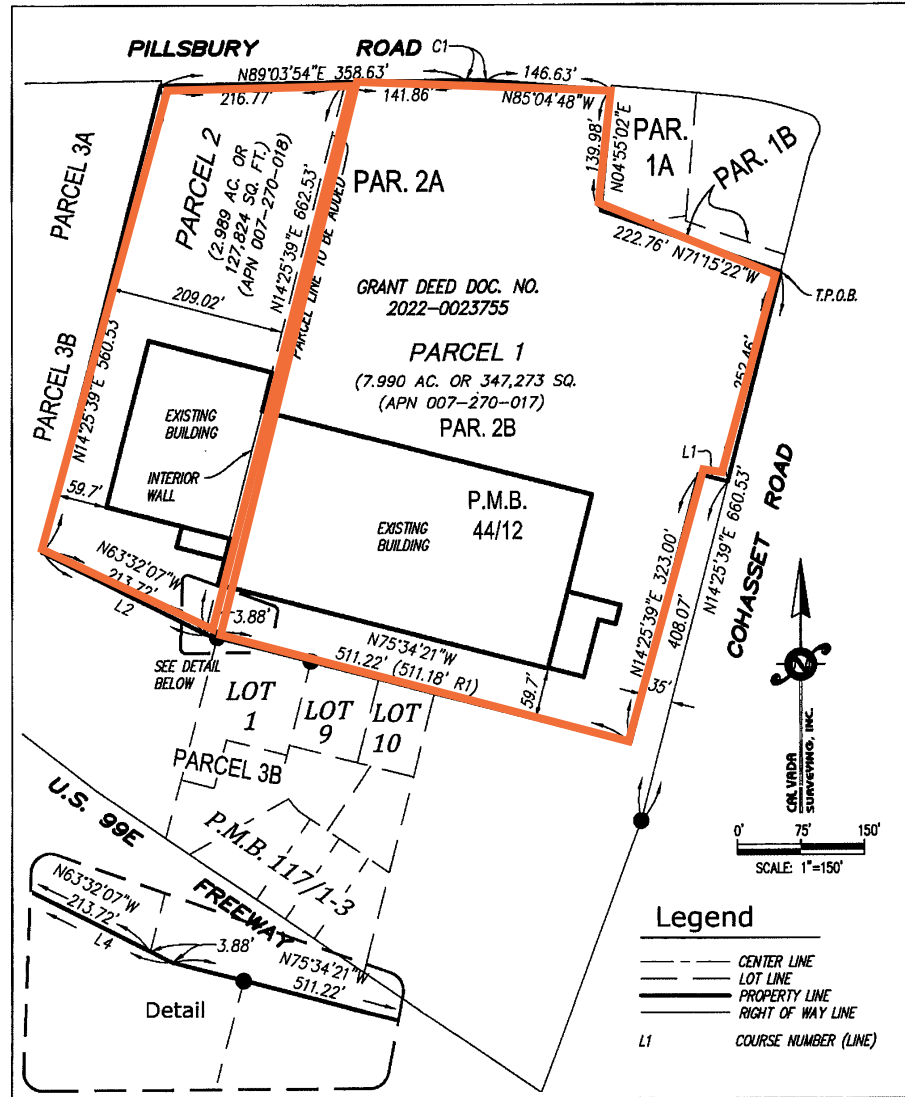 PILLSBURY ROAD C1
N89°03'54"E 358.63'
146.63'
216.77'
141.86'
N85°04'48"W
PARCEL 3A
PARCEL 2
(2.989 AC. OR
127,824 SQ. FT.)
(APN 007-270-018)
N14°25'39"E 662.53'
PARCEL LINE TO BE ADDED
PAR. 2A
139.98'
N04°55'02"E
PAR.
1A
PAR. 1B
222.76' N71°15'22"W
T.P.O.B.
GRANT DEED DOC. NO.
2022-0023755
209.02'
PARCEL 1
(7.990 AC. OR 347,273 SQ.
(APN 007-270-017)
PAR. 2B
252.46'
PARCEL 3B
N14°25'39"E 560.53'
EXISTING
BUILDING
INTERIOR
WALL
59.7'
L1
P.M.B.
44/12
EXISTING
BUILDING
N14°25'39"E 323.00'
408.07'
N14°25'39"E 660.53'
COHASSET ROAD
N63°32'07"W
213.72'
L2
3.88'
N75°34'21"W
511.22' (511.18' R1)
59.7'
35'
SEE DETAIL
BELOW
LOT
1
LOT
9
LOT
10
PARCEL 3B
P.M.B. 117/1-3
U.S. 99E
FREEWAY
N
CALVADA
SURVEYING, INC.
0' 75' 150'
SCALE: 1"=150'
N63°32'07"W
213.72'
L4
3.88'
N75°34'21"W
511.22'
Detail
Legend
CENTER LINE
LOT LINE
PROPERTY LINE
RIGHT OF WAY LINE
L1 COURSE NUMBER (LINE)